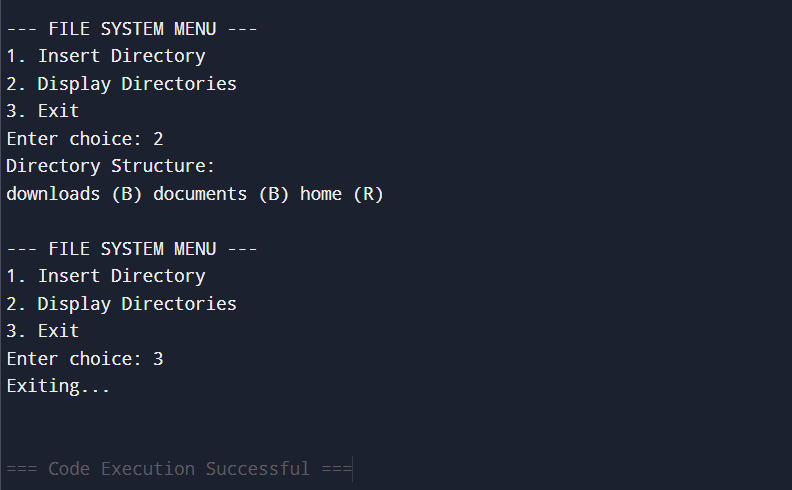 --- FILE SYSTEM MENU ---
1. Insert Directory
2. Display Directories
3. Exit
Enter choice: 2
Directory Structure:
downloads (B) documents (B) home (R)
--- FILE SYSTEM MENU ---
1. Insert Directory
2. Display Directories
3. Exit
Enter choice: 3
Exiting...
=== Code Execution Successful ===